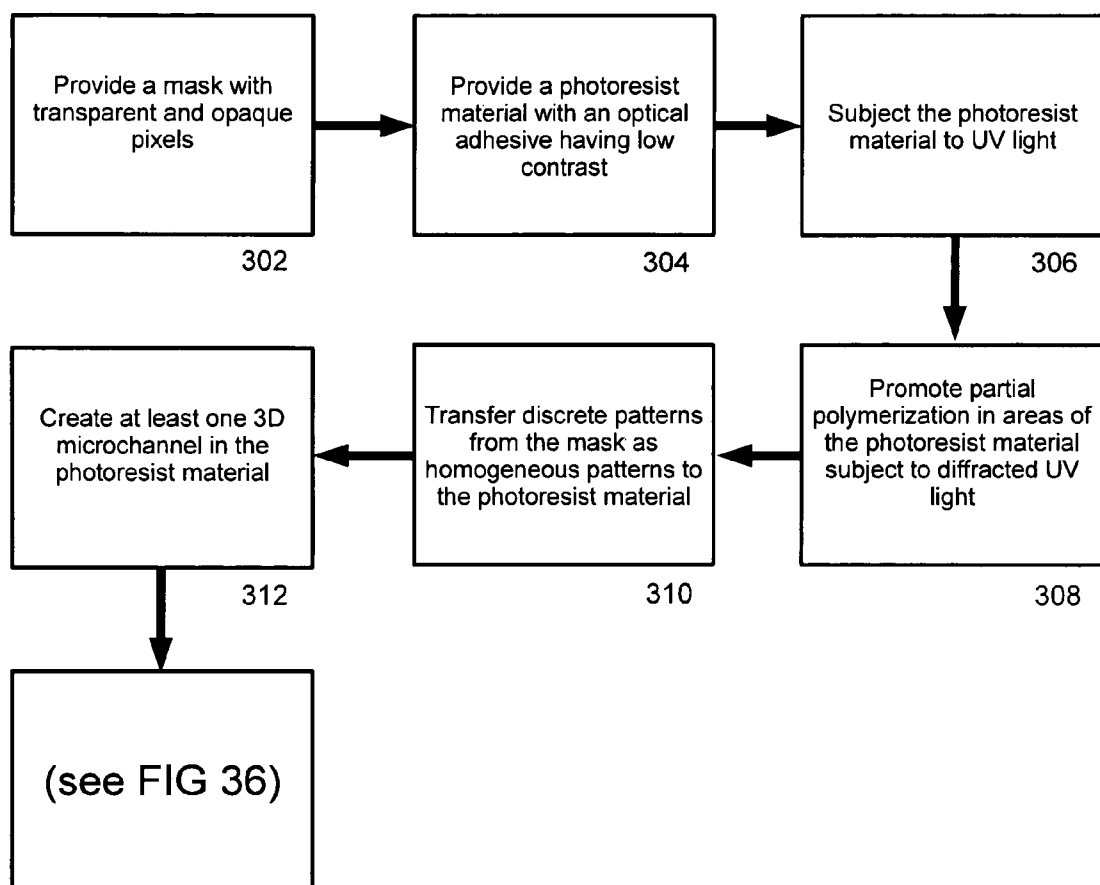 Provide a mask with
transparent and opaque
pixels
302
Provide a photoresist
material with an optical
adhesive having low
contrast
304
Subject the photoresist
material to UV light
306
Promote partial
polymerization in areas of
the photoresist material
subject to diffracted UV
light
308
Transfer discrete patterns
from the mask as
homogeneous patterns to
the photoresist material
310
Create at least one 3D
microchannel in the
photoresist material
312
(see FIG 36)